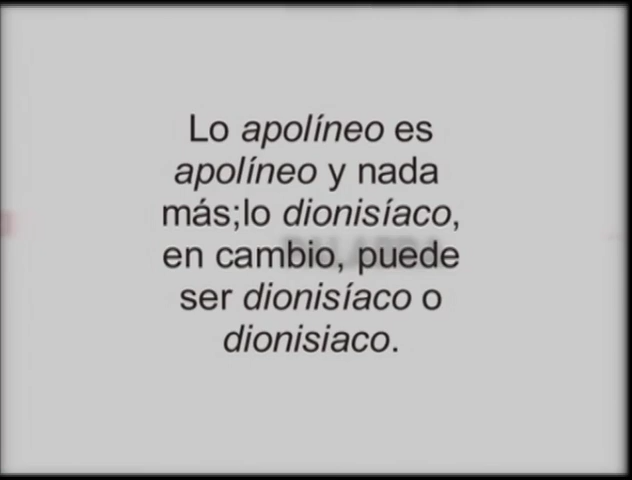 Lo apolíneo es
apolíneo y nada
más;lo dionisíaco,
en cambio, puede
ser dionisíaco o
dionisiaco.